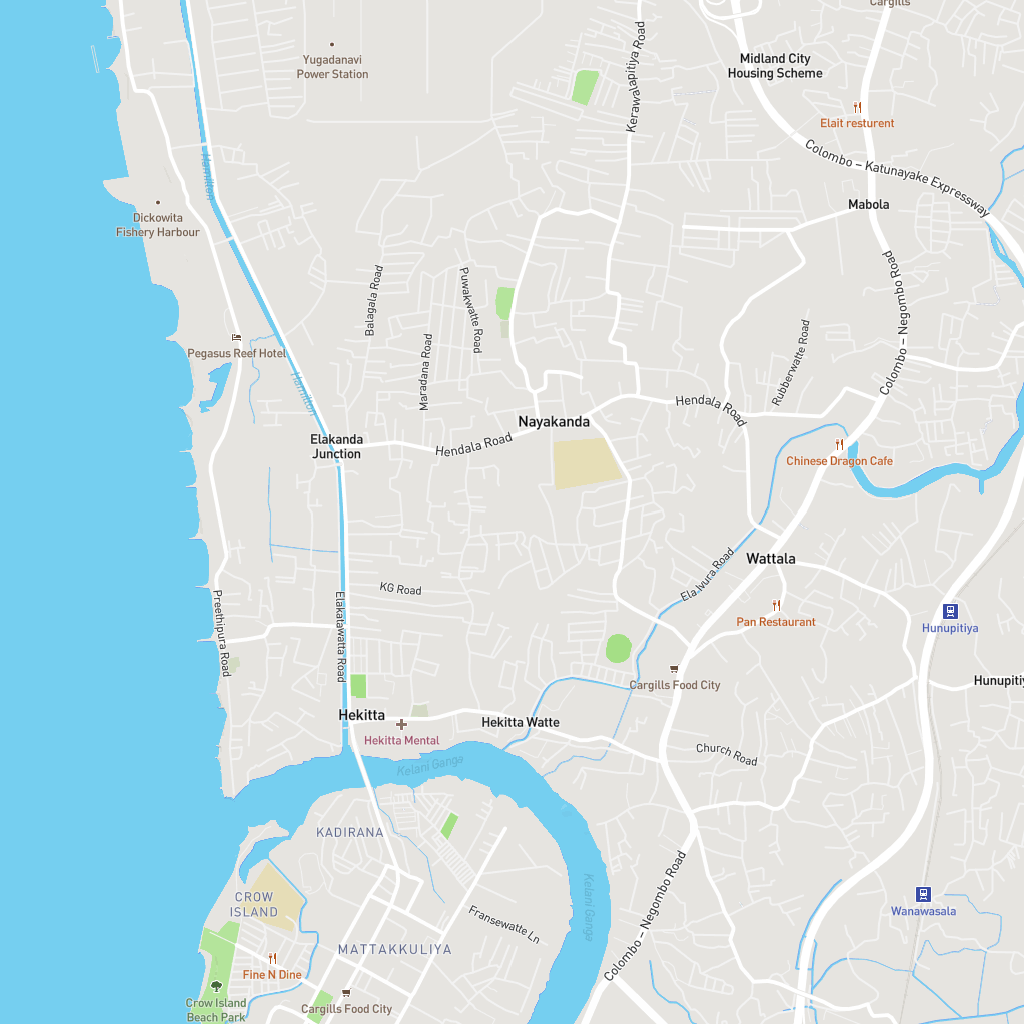 Cargills
Yugadanavi
Power Station
Kerawalapitiya Road
Midland City
Housing Scheme
Elait resturent
Colombo – Katunayake Expressway
Hamilton
Mabola
Dickowita
Fishery Harbour
Colombo – Negombo Road
Balagala Road
Puwakwatte Road
Pegasus Reef Hotel
Maradana Road
Rubberwatte Road
Hamilton
Hendala Road
Nayakanda
Elakanda
Junction
Hendala Road
Chinese Dragon Cafe
Wattala
Ela Ivura Road
KG Road
Preethipura Road
Elakatawatta Road
Pan Restaurant
Hunupitiya
Cargills Food City
Hunupitiy
Hekitta
Hekitta Watte
Hekitta Mental
Church Road
Kelani Ganga
KADIRANA
Kelani Ganga
CROW
ISLAND
Colombo – Negombo Road
Fransewatte Ln
Wanawasala
MATTAKKULIYA
Fine N Dine
Crow Island
Beach Park
Cargills Food City